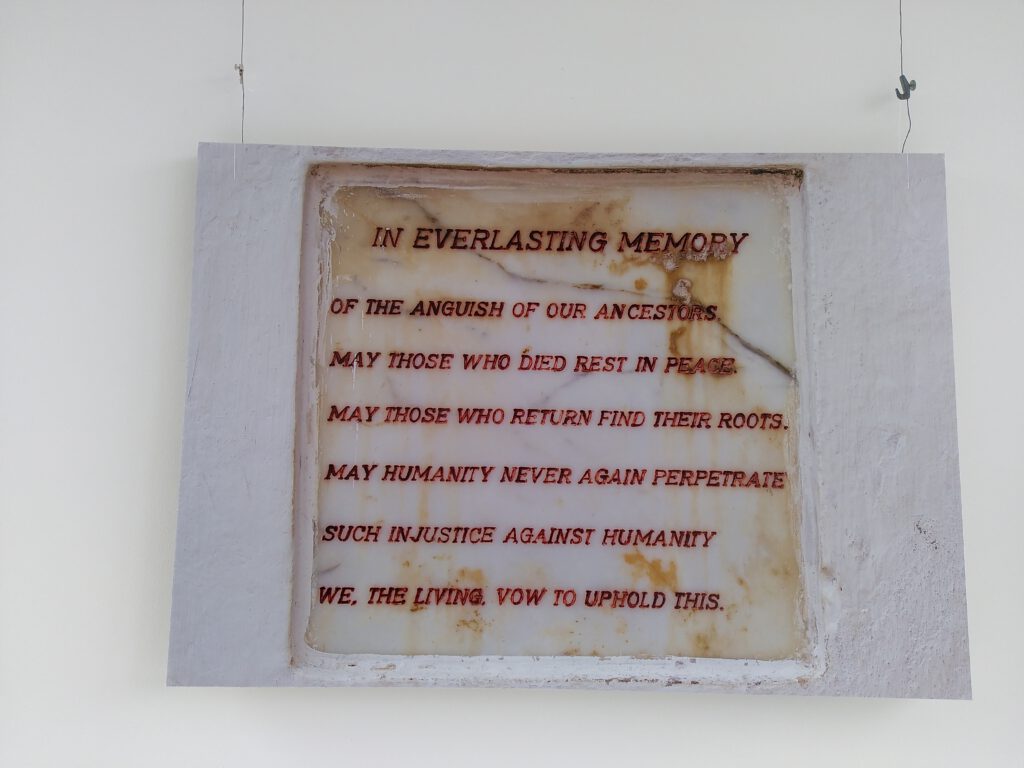 IN EVERLASTING MEMORY
OF THE ANGUISH OF OUR ANCESTORS.
MAY THOSE WHO DIED REST IN PEACE.
MAY THOSE WHO RETURN FIND THEIR ROOTS.
MAY HUMANITY NEVER AGAIN PERPETRATE
SUCH INJUSTICE AGAINST HUMANITY
WE, THE LIVING, VOW TO UPHOLD THIS.